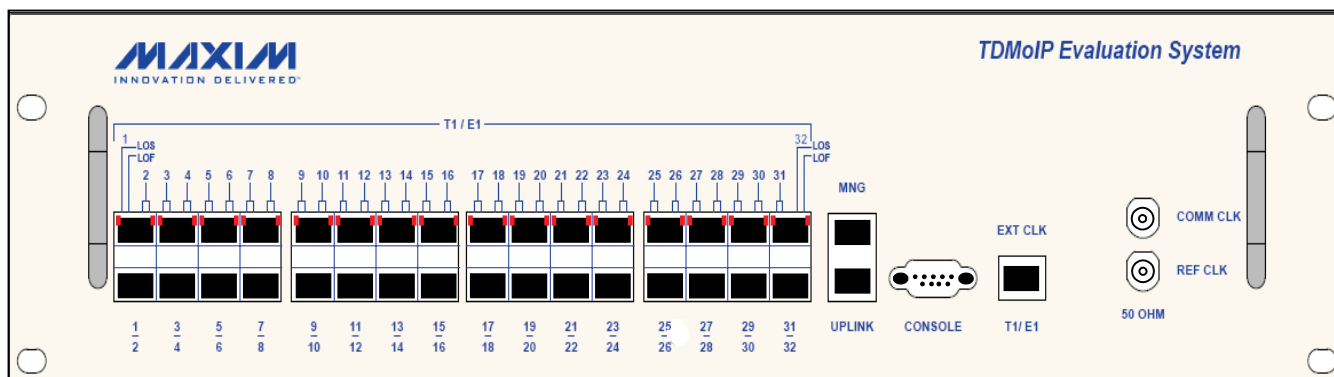 MAXIM
INNOVATION DELIVERED
TDMoIP Evaluation System
T1 / E1
1 32
LOS LOS
LOF LOF
2 3 4 5 6 7 8 9 10 11 12 13 14 15 16 17 18 19 20 21 22 23 24 25 26 27 28 29 30 31
MNG
COMM CLK
EXT CLK
REF CLK
50 OHM
UPLINK CONSOLE T1/ E1
1 3 5 7 9 11 13 15 17 19 21 23 25 27 29 31
2 4 6 8 10 12 14 16 18 20 22 24 26 28 30 32